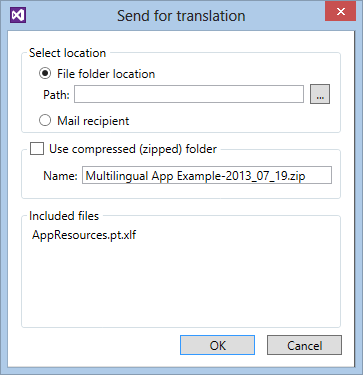 Send for translation
Select location
File folder location
Path:
...
Mail recipient
Use compressed (zipped) folder
Name: Multilingual App Example-2013_07_19.zip
Included files
AppResources.pt.xlf
OK Cancel